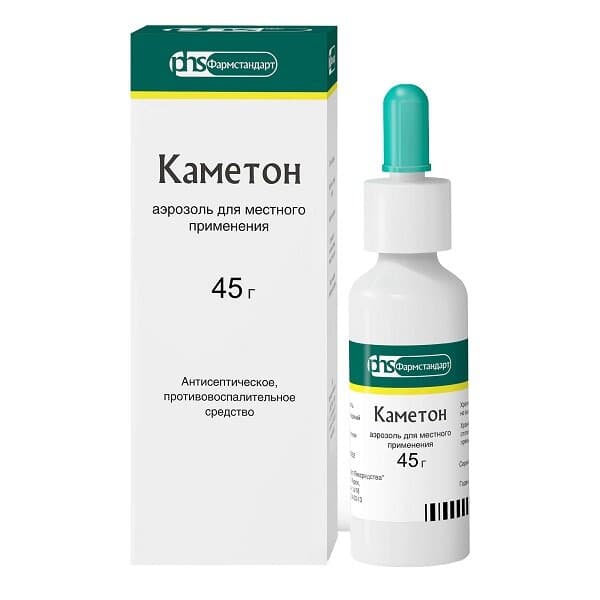 phs Фармстандарт
Каметон
аэрозоль для местного
применения
45 г
Антисептическое,
противовоспалительное
средство
phs Фармстандарт
Каметон
аэрозоль для местного
применения
45 г